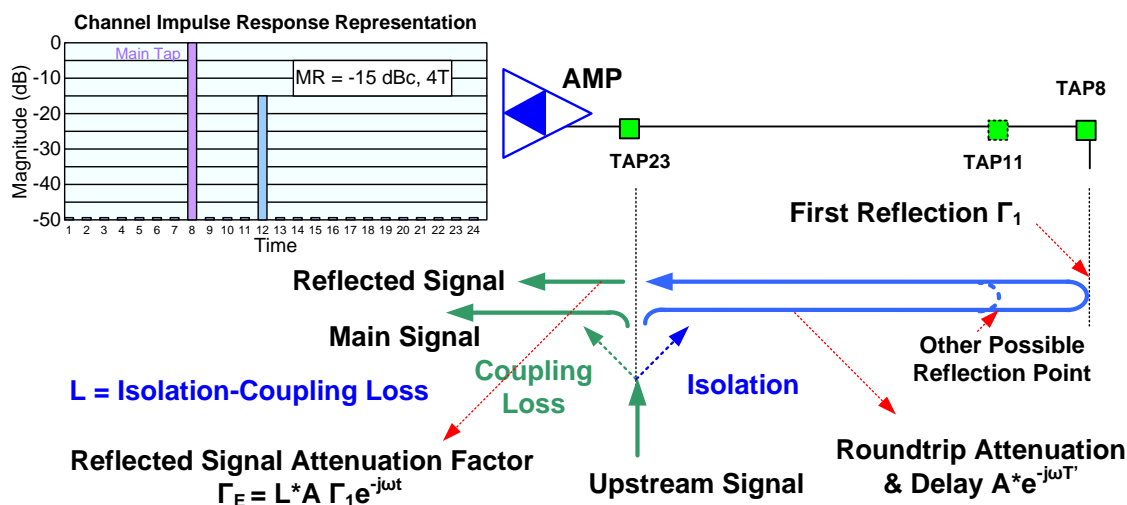 Channel Impulse Response Representation
Magnitude (dB)
0
-10
-20
-30
-40
-50
Main Tap
MR = -15 dBc, 4T
1 2 3 4 5 6 7 8 9 10 11 12 13 14 15 16 17 18 19 20 21 22 23 24
Time
AMP
TAP23
TAP11
TAP8
First Reflection Γ1
Reflected Signal
Main Signal
Other Possible
Reflection Point
Coupling
Loss
Isolation
L = Isolation-Coupling Loss
Reflected Signal Attenuation Factor
ΓE = L*A Γ1e-jωt
Upstream Signal
Roundtrip Attenuation
& Delay A*e-jωT'